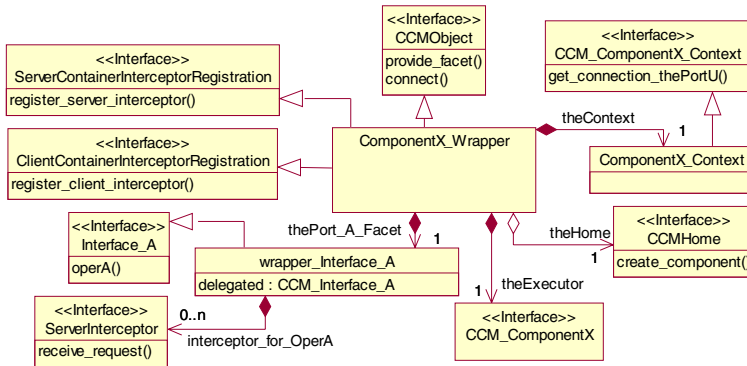 <<Interface>>
CCMObject
provide_facet()
connect()
<<Interface>>
CCM_ComponentX_Context
get_connection_thePortU()
<<Interface>>
ServerContainerInterceptorRegistration
register_server_interceptor()
theContext
1
ComponentX_Wrapper
<<Interface>>
ClientContainerInterceptorRegistration
register_client_interceptor()
ComponentX_Context
<<Interface>>
Interface_A
operA()
thePort_A_Facet
1
theHome
1
<<Interface>>
CCMHome
create_component()
wrapper_Interface_A
delegated : CCM_Interface_A
theExecutor
1
<<Interface>>
ServerInterceptor
receive_request()
0..n
interceptor_for_OperA
<<Interface>>
CCM_ComponentX